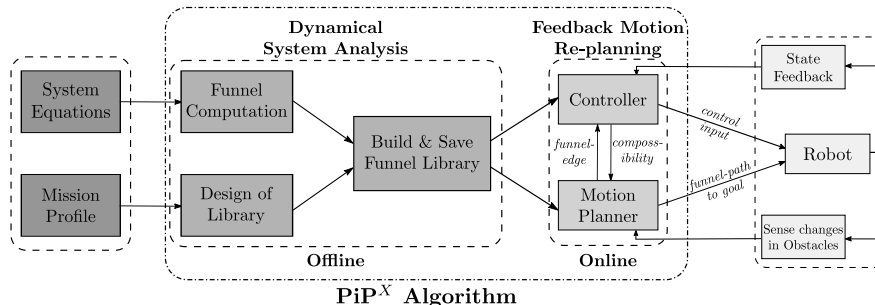 Dynamical
System Analysis
Feedback Motion
Re-planning
System
Equations
Mission
Profile
Funnel
Computation
Design of
Library
Build & Save
Funnel Library
Controller
funnel-
edge
composs-
ibility
Motion
Planner
control
input
funnel-path
to goal
State
Feedback
Robot
Sense changes
in Obstacles
Offline
Online
PiP^X Algorithm